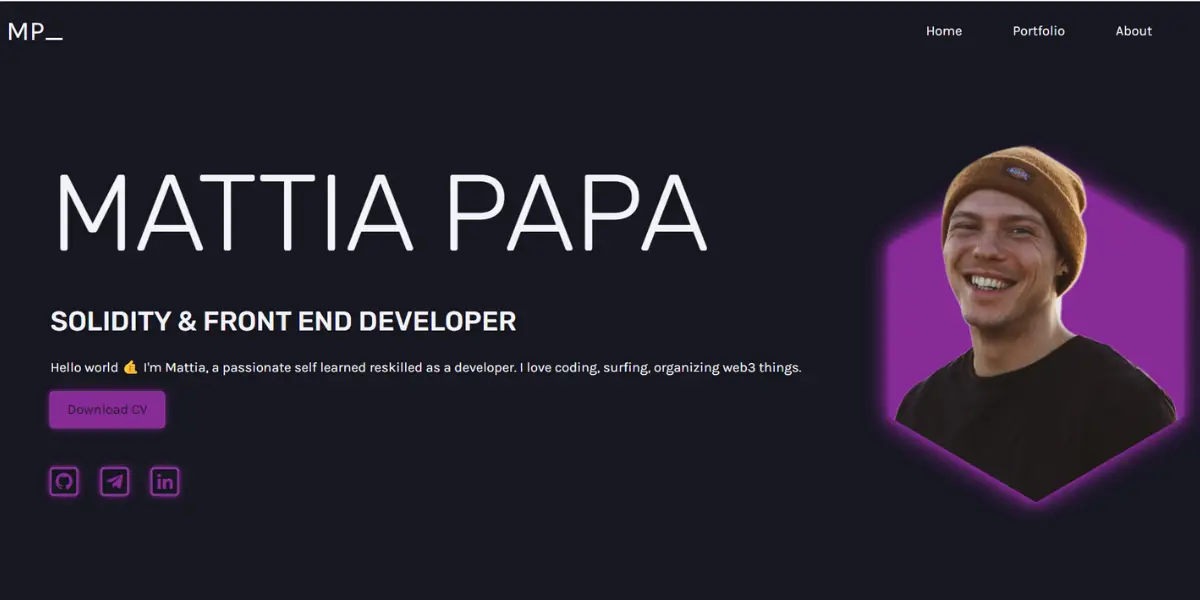 MP_
Home Portfolio About
MATTIA PAPA
SOLIDITY & FRONT END DEVELOPER
Hello world 🤙 I'm Mattia, a passionate self learned reskilled as a developer. I love coding, surfing, organizing web3 things.
Download CV
in